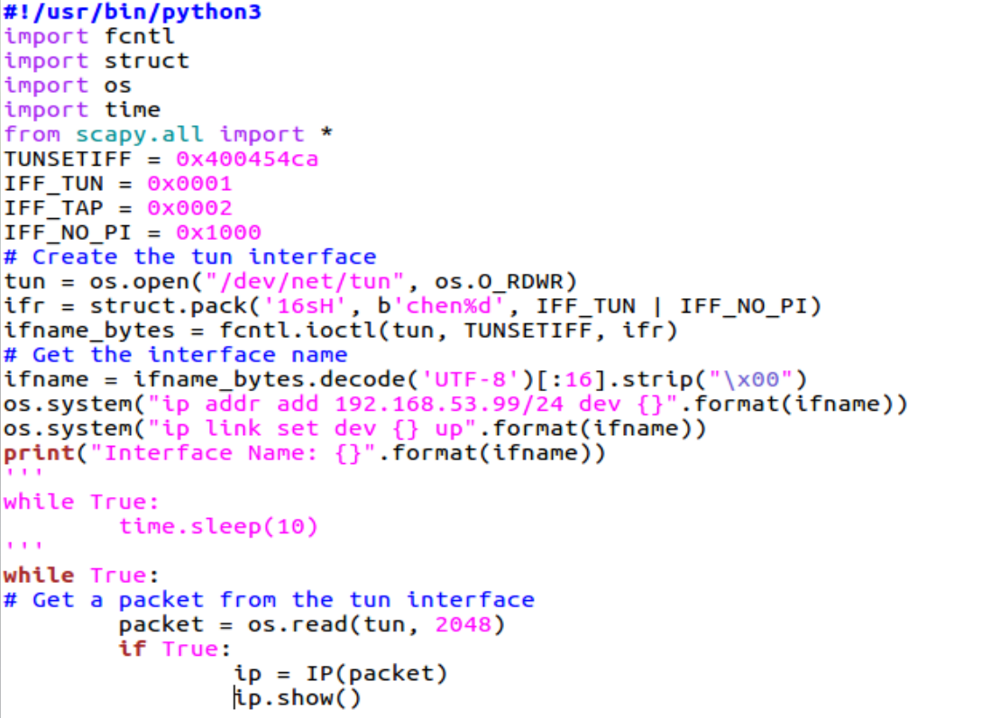 #!/usr/bin/python3
import fcntl
import struct
import os
import time
from scapy.all import *
TUNSETIFF = 0x400454ca
IFF_TUN = 0x0001
IFF_TAP = 0x0002
IFF_NO_PI = 0x1000
# Create the tun interface
tun = os.open("/dev/net/tun", os.O_RDWR)
ifr = struct.pack('16sH', b'chen%d', IFF_TUN | IFF_NO_PI)
ifname_bytes = fcntl.ioctl(tun, TUNSETIFF, ifr)
# Get the interface name
ifname = ifname_bytes.decode('UTF-8')[:16].strip("\x00")
os.system("ip addr add 192.168.53.99/24 dev {}".format(ifname))
os.system("ip link set dev {} up".format(ifname))
print("Interface Name: {}".format(ifname))
'''
while True:
        time.sleep(10)
'''
while True:
# Get a packet from the tun interface
        packet = os.read(tun, 2048)
        if True:
                ip = IP(packet)
                ip.show()